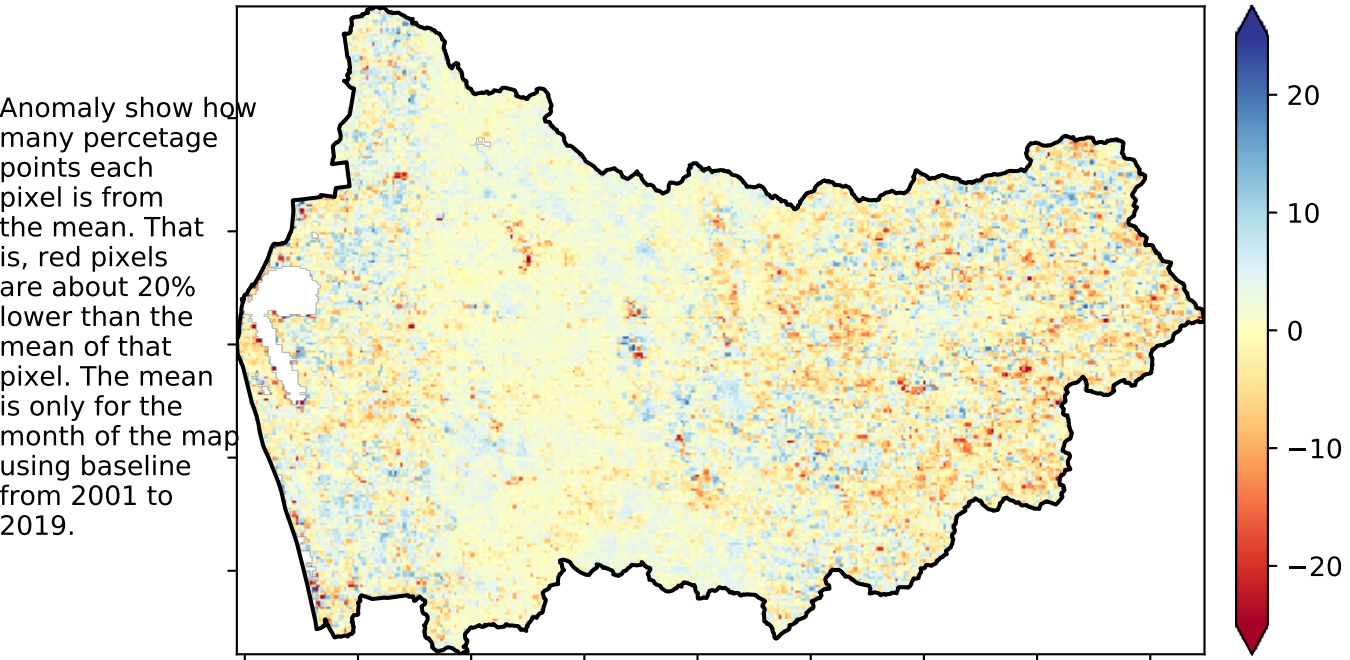 Anomaly show how
many percetage
points each
pixel is from
the mean. That
is, red pixels
are about 20%
lower than the
mean of that
pixel. The mean
is only for the
month of the map
using baseline
from 2001 to
2019.
20
10
0
−10
−20